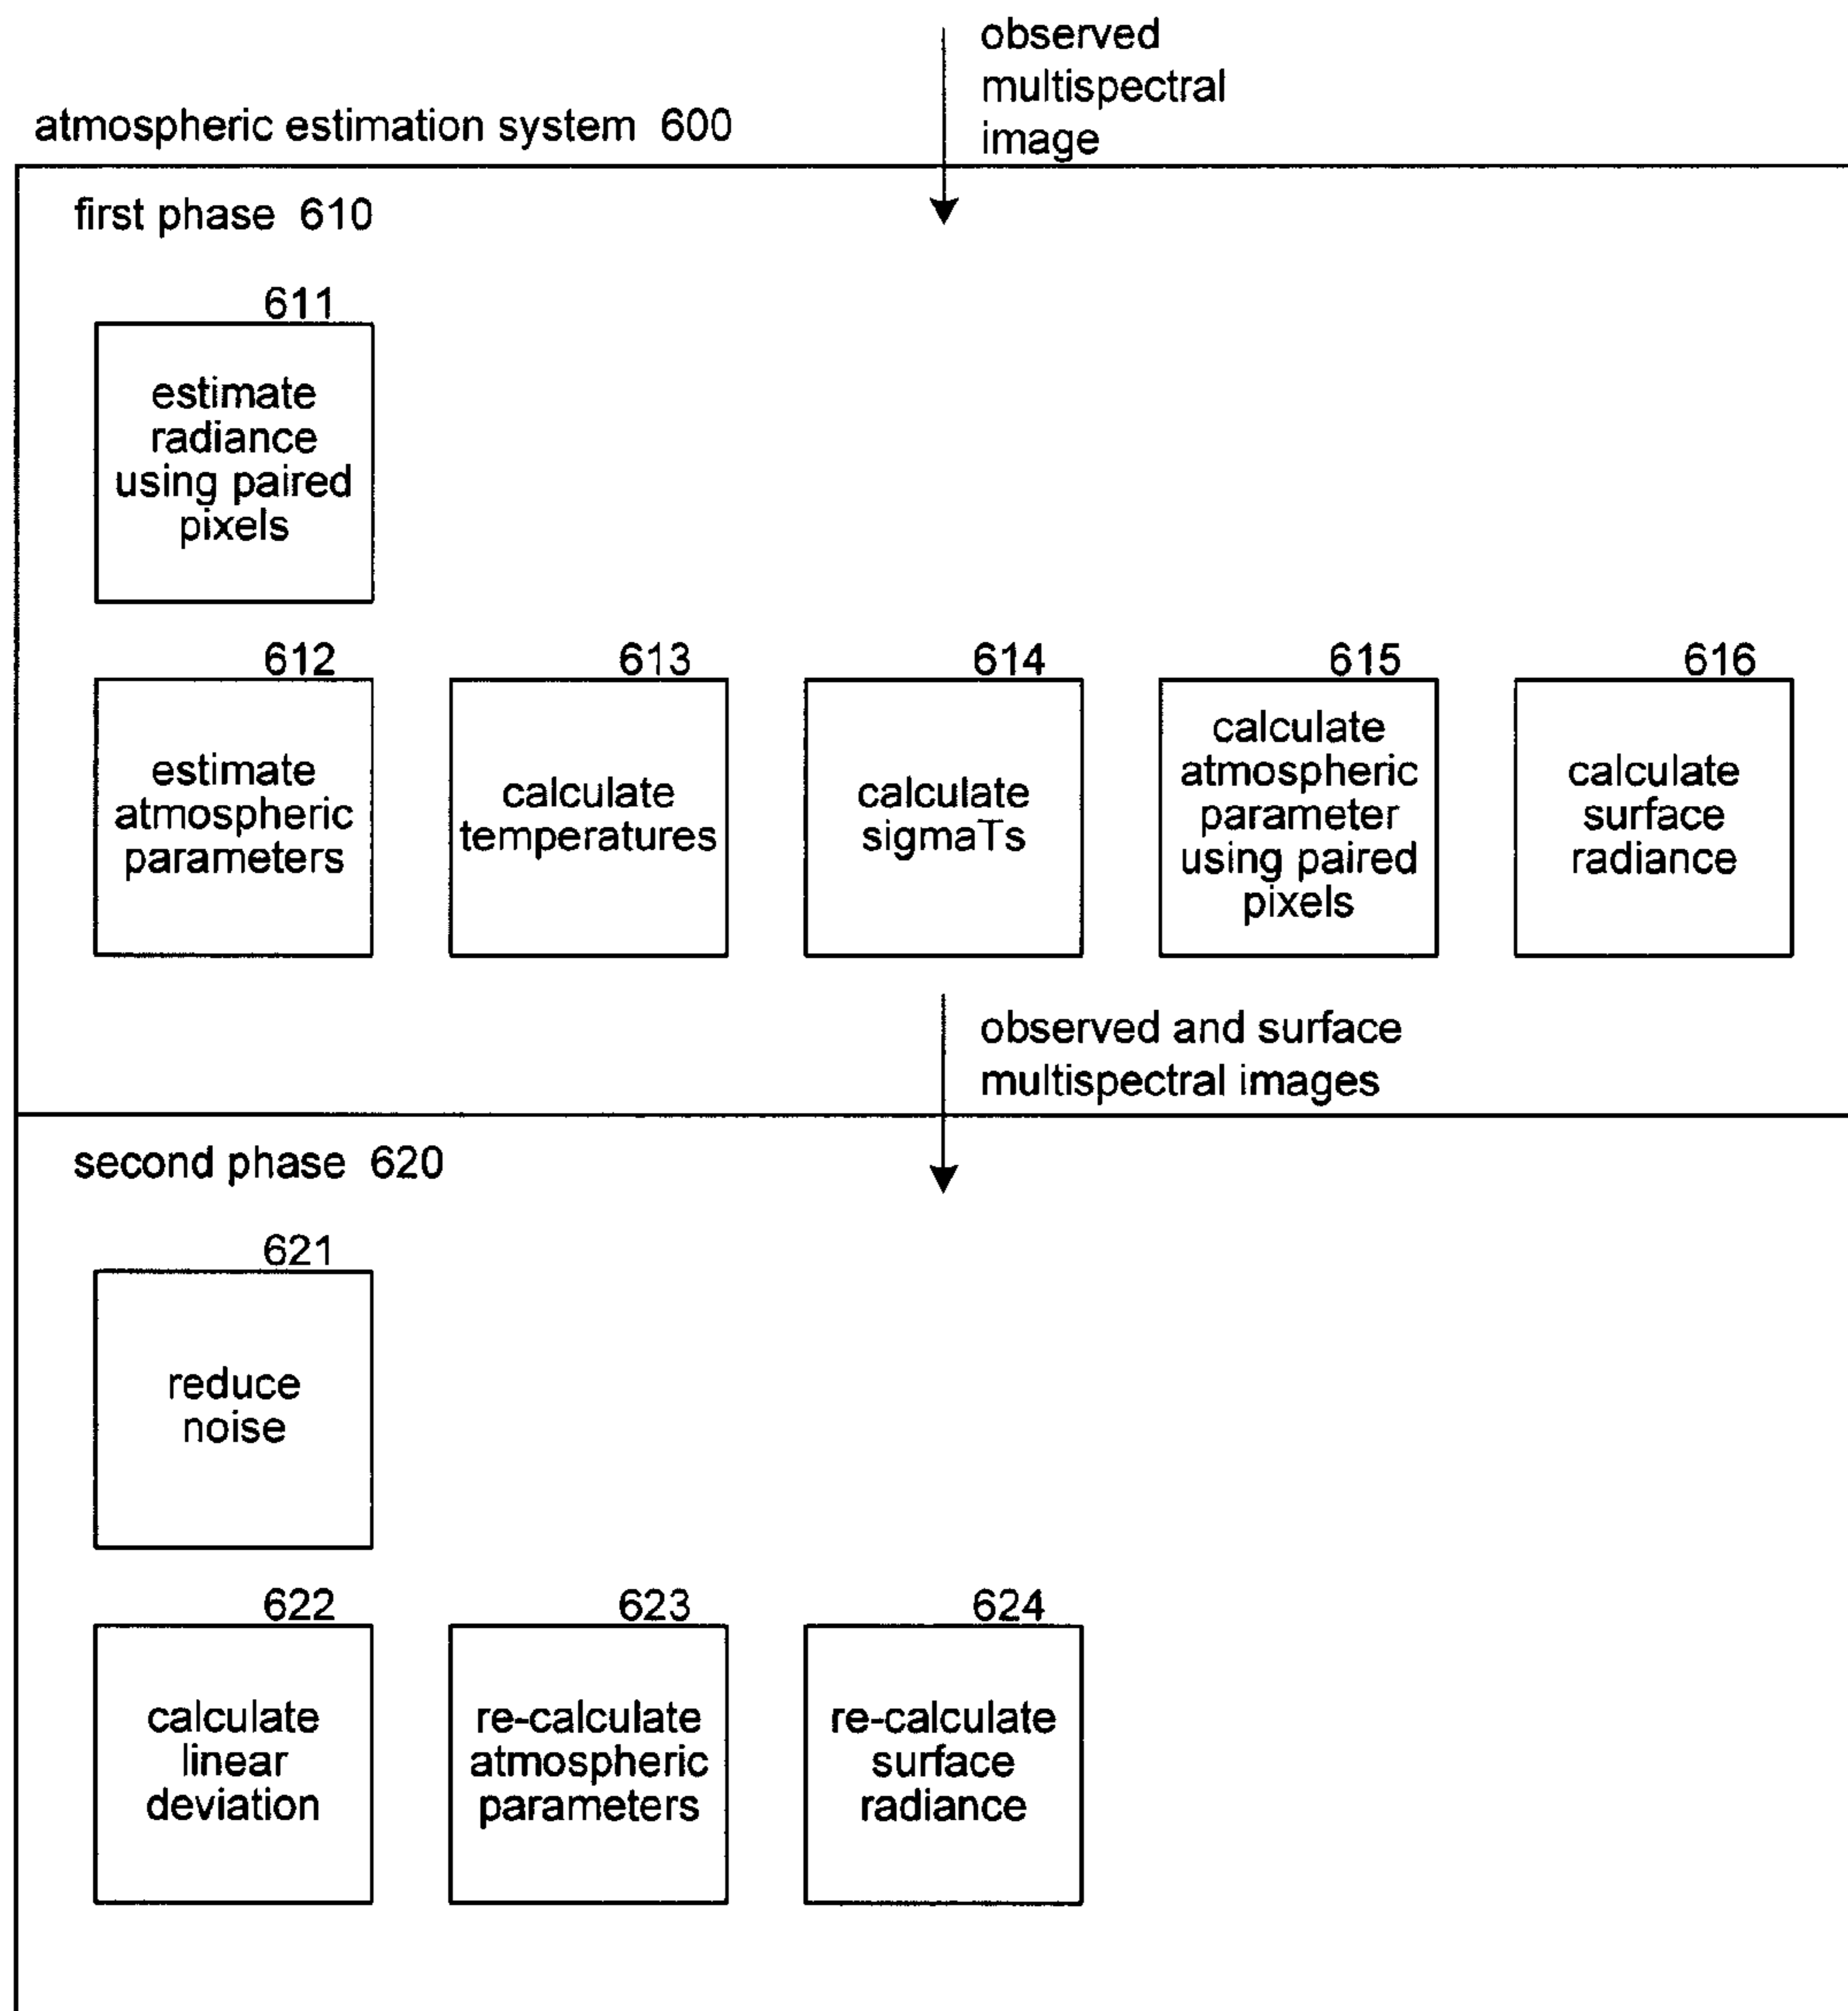 observed
multispectral
image
atmospheric estimation system 600
first phase 610
611
estimate
radiance
using paired
pixels
612
estimate
atmospheric
parameters
613
calculate
temperatures
614
calculate
sigmaTs
615
calculate
atmospheric
parameter
using paired
pixels
616
calculate
surface
radiance
observed and surface
multispectral images
second phase 620
621
reduce
noise
622
calculate
linear
deviation
623
re-calculate
atmospheric
parameters
624
re-calculate
surface
radiance